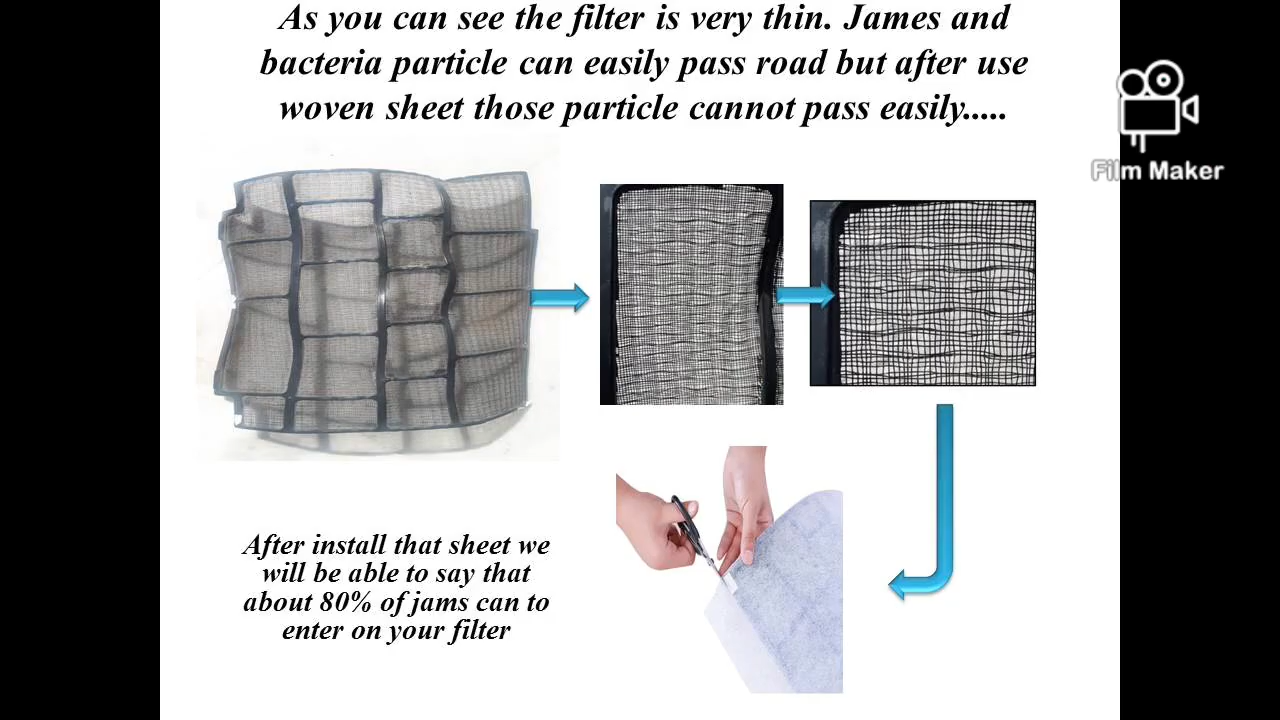 As you can see the filter is very thin. James and
bacteria particle can easily pass road but after use
woven sheet those particle cannot pass easily.....
Film Maker
After install that sheet we
will be able to say that
about 80% of jams can to
enter on your filter